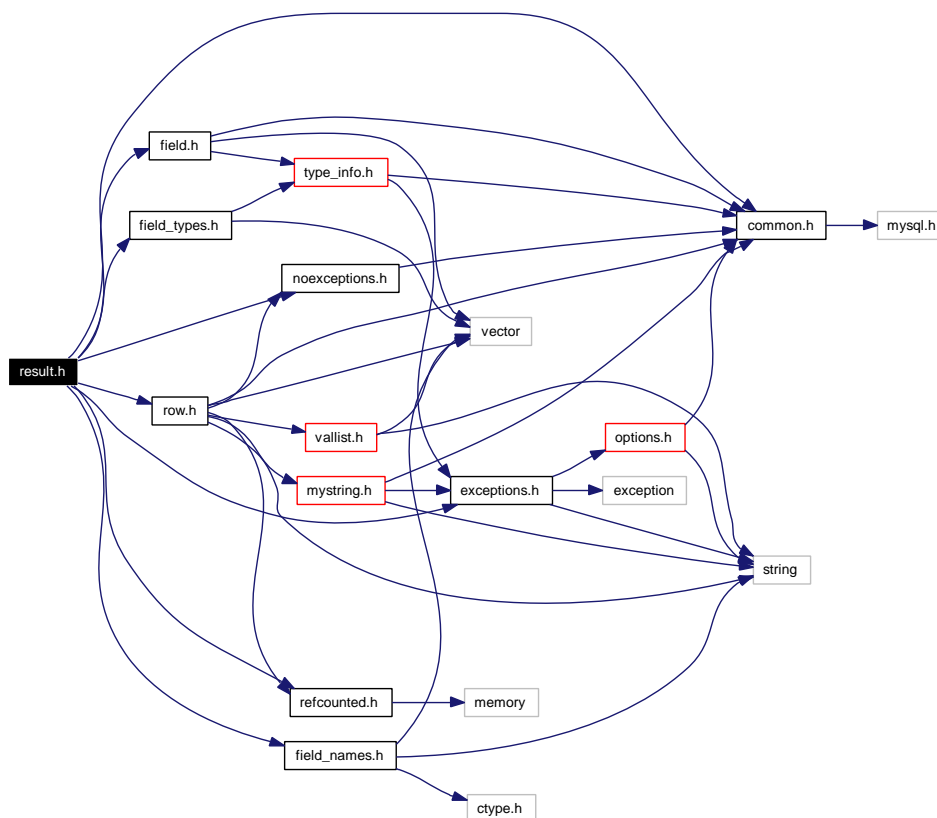 field.h
type_info.h
field_types.h
common.h
mysql.h
noexceptions.h
vector
result.h
row.h
vallist.h
options.h
mystring.h
exceptions.h
exception
string
refcounted.h
memory
field_names.h
ctype.h